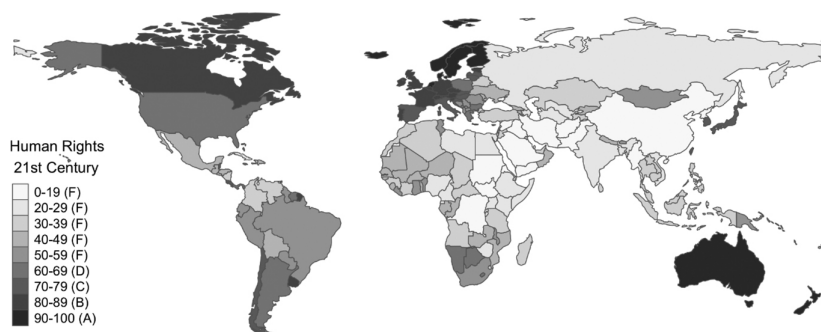 Human Rights
21st Century
0-19 (F)
20-29 (F)
30-39 (F)
40-49 (F)
50-59 (F)
60-69 (D)
70-79 (C)
80-89 (B)
90-100 (A)